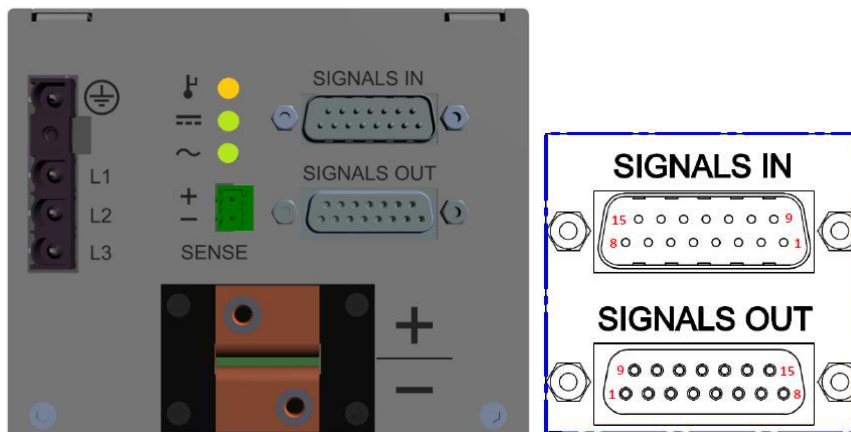 SIGNALS IN
L1
SIGNALS OUT
L2
+
−
L3
SENSE
+
−
SIGNALS IN
15 9
8 1
SIGNALS OUT
9 15
1 8